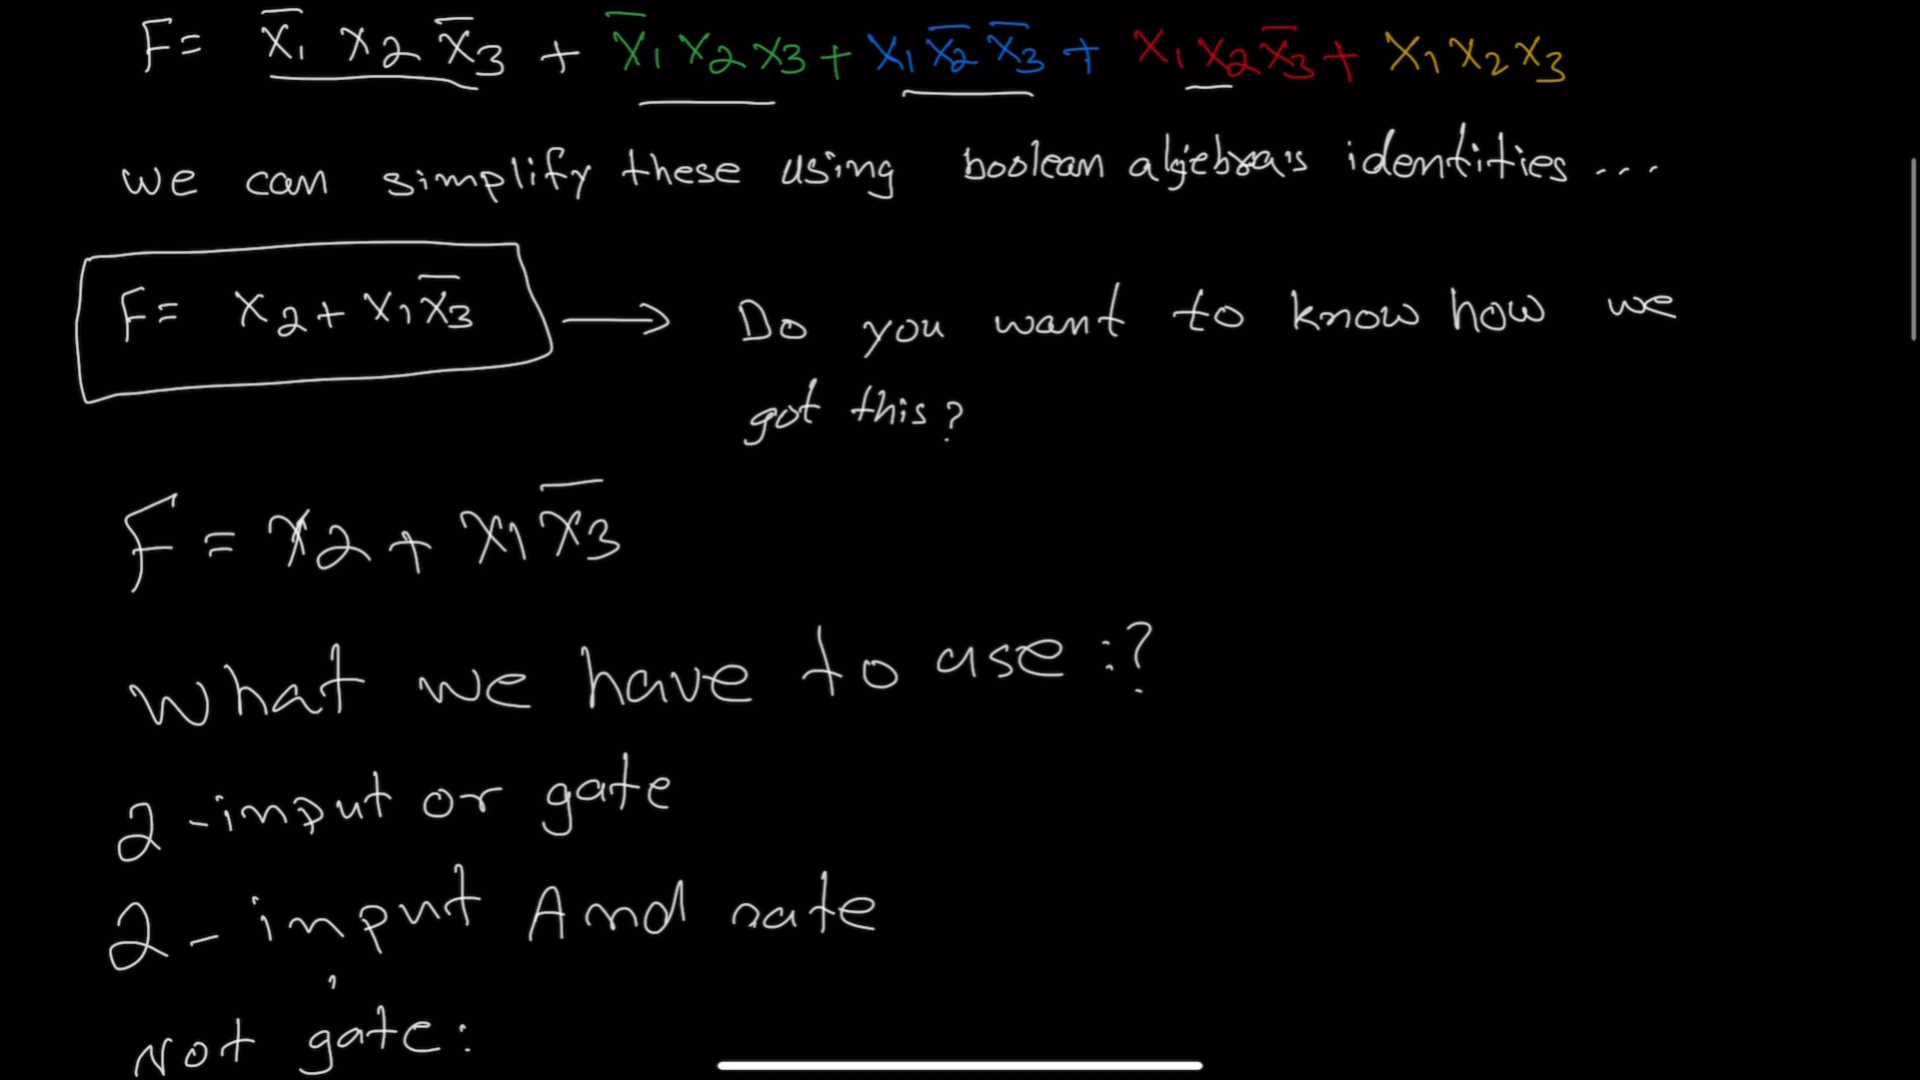 F= x̅₁ x₂ x̅₃ + x̅₁ x₂ x₃ + x₁ x̅₂ x̅₃ + x₁ x₂ x̅₃ + x₁ x₂ x₃
we can simplify these using boolean algebra's identities ...
F= x₂ + x₁ x̅₃ → Do you want to know how we
got this?
F = x₂ + x₁ x̅₃
What we have to use :?
2-input or gate
2-input And gate
Not gate: